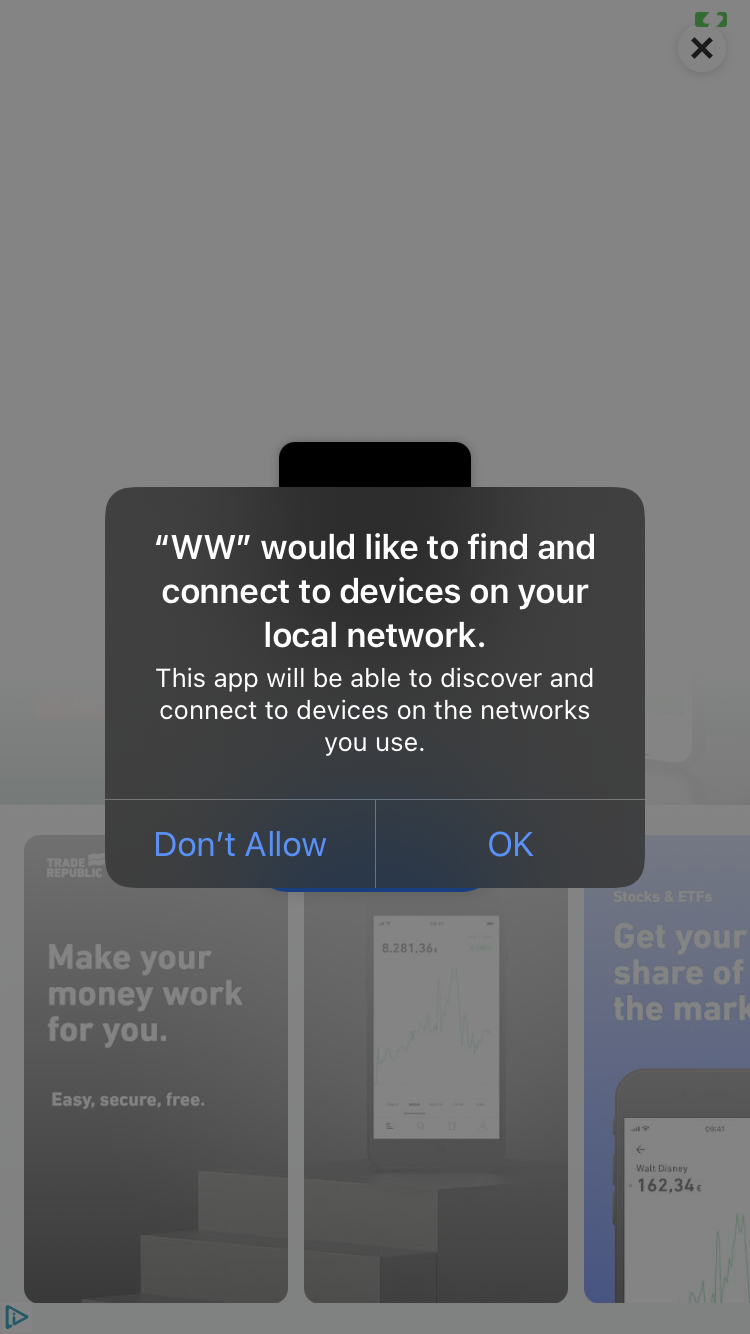 “WW” would like to find and
connect to devices on your
local network.
This app will be able to discover and
connect to devices on the networks
you use.
Don’t Allow
OK
TRADE
REPUBLIC
Make your
money work
for you.
Easy, secure, free.
8.281,36€
Stocks & ETFs
Get your
share of
the mark
09:41
Walt Disney
162,34 €